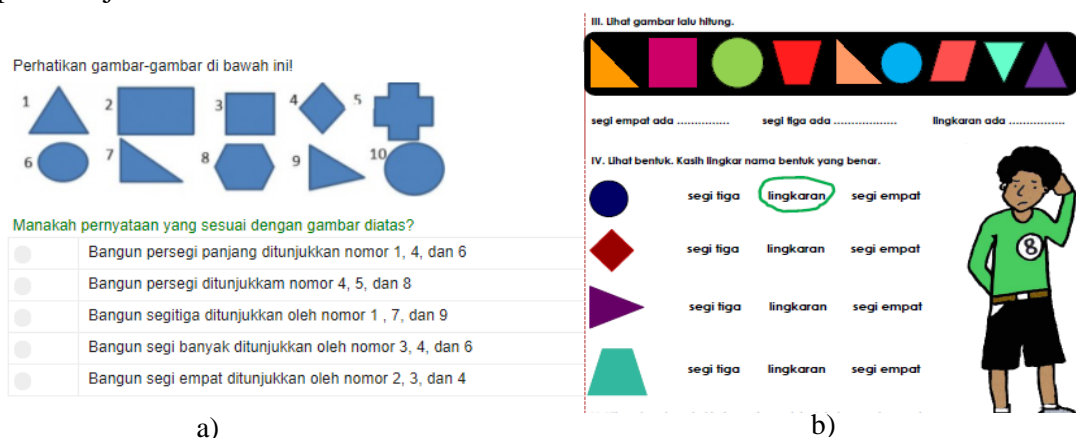 Perhatikan gambar-gambar di bawah ini!
1 2 3 4 5
6 7 8 9 10
Manakah pernyataan yang sesuai dengan gambar diatas?
Bangun persegi panjang ditunjukkan nomor 1, 4, dan 6
Bangun persegi ditunjukkam nomor 4, 5, dan 8
Bangun segitiga ditunjukkan oleh nomor 1 , 7, dan 9
Bangun segi banyak ditunjukkan oleh nomor 3, 4, dan 6
Bangun segi empat ditunjukkan oleh nomor 2, 3, dan 4
a)
III. Lihat gambar lalu hitung.
segi empat ada ...............
segi tiga ada ..................
lingkaran ada ................
IV. Lihat bentuk. Kasih lingkar nama bentuk yang benar.
segi tiga lingkaran segi empat
segi tiga lingkaran segi empat
segi tiga lingkaran segi empat
segi tiga lingkaran segi empat
8
b)